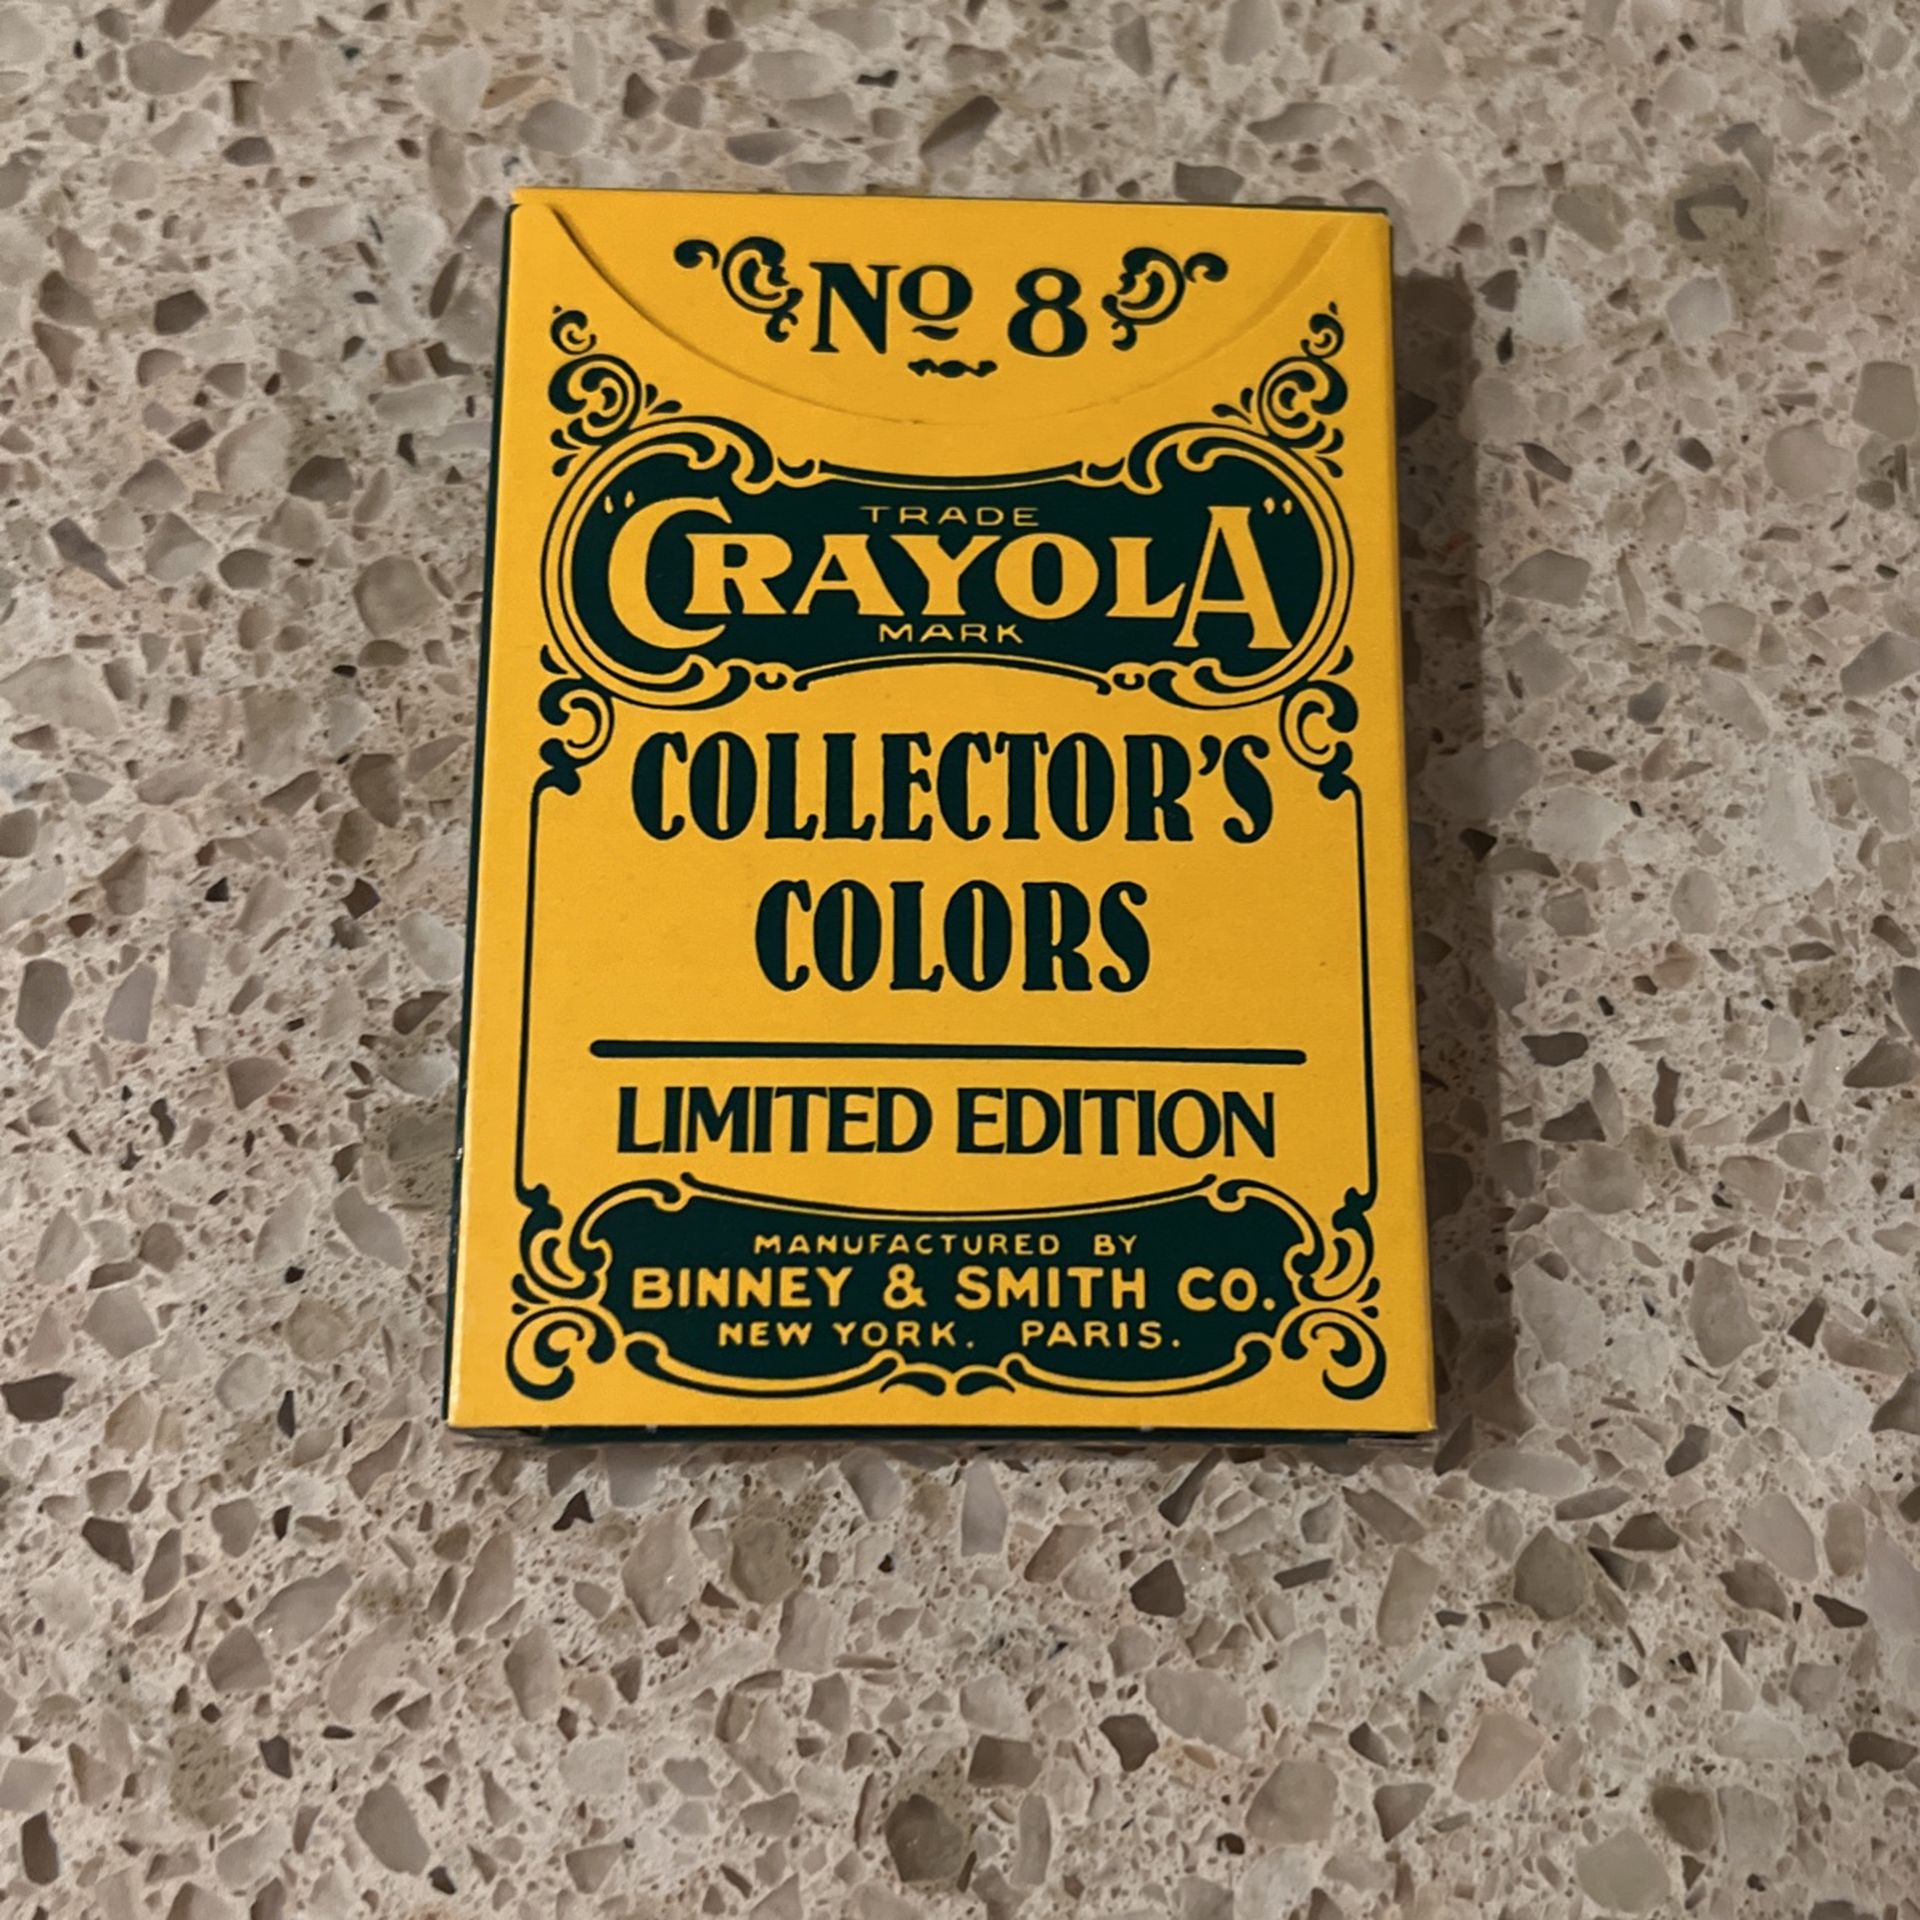 Nº 8
TRADE
“CRAYOLA”
MARK
COLLECTOR'S
COLORS
LIMITED EDITION
MANUFACTURED BY
BINNEY & SMITH CO.
NEW YORK. PARIS.